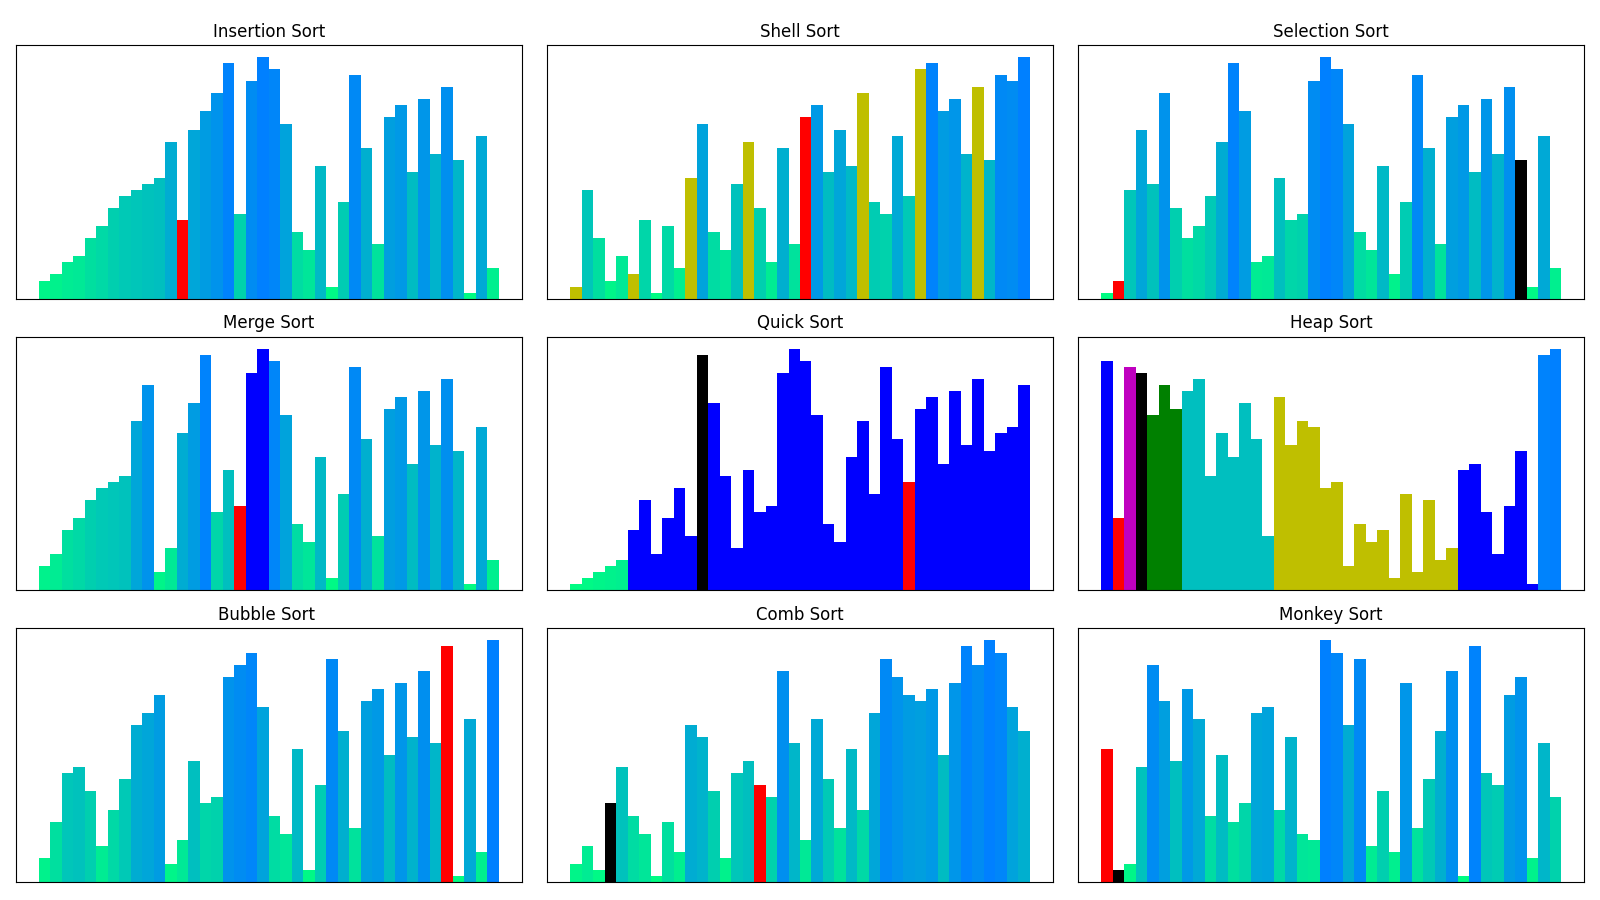 Insertion Sort
Shell Sort
Selection Sort
Merge Sort
Quick Sort
Heap Sort
Bubble Sort
Comb Sort
Monkey Sort